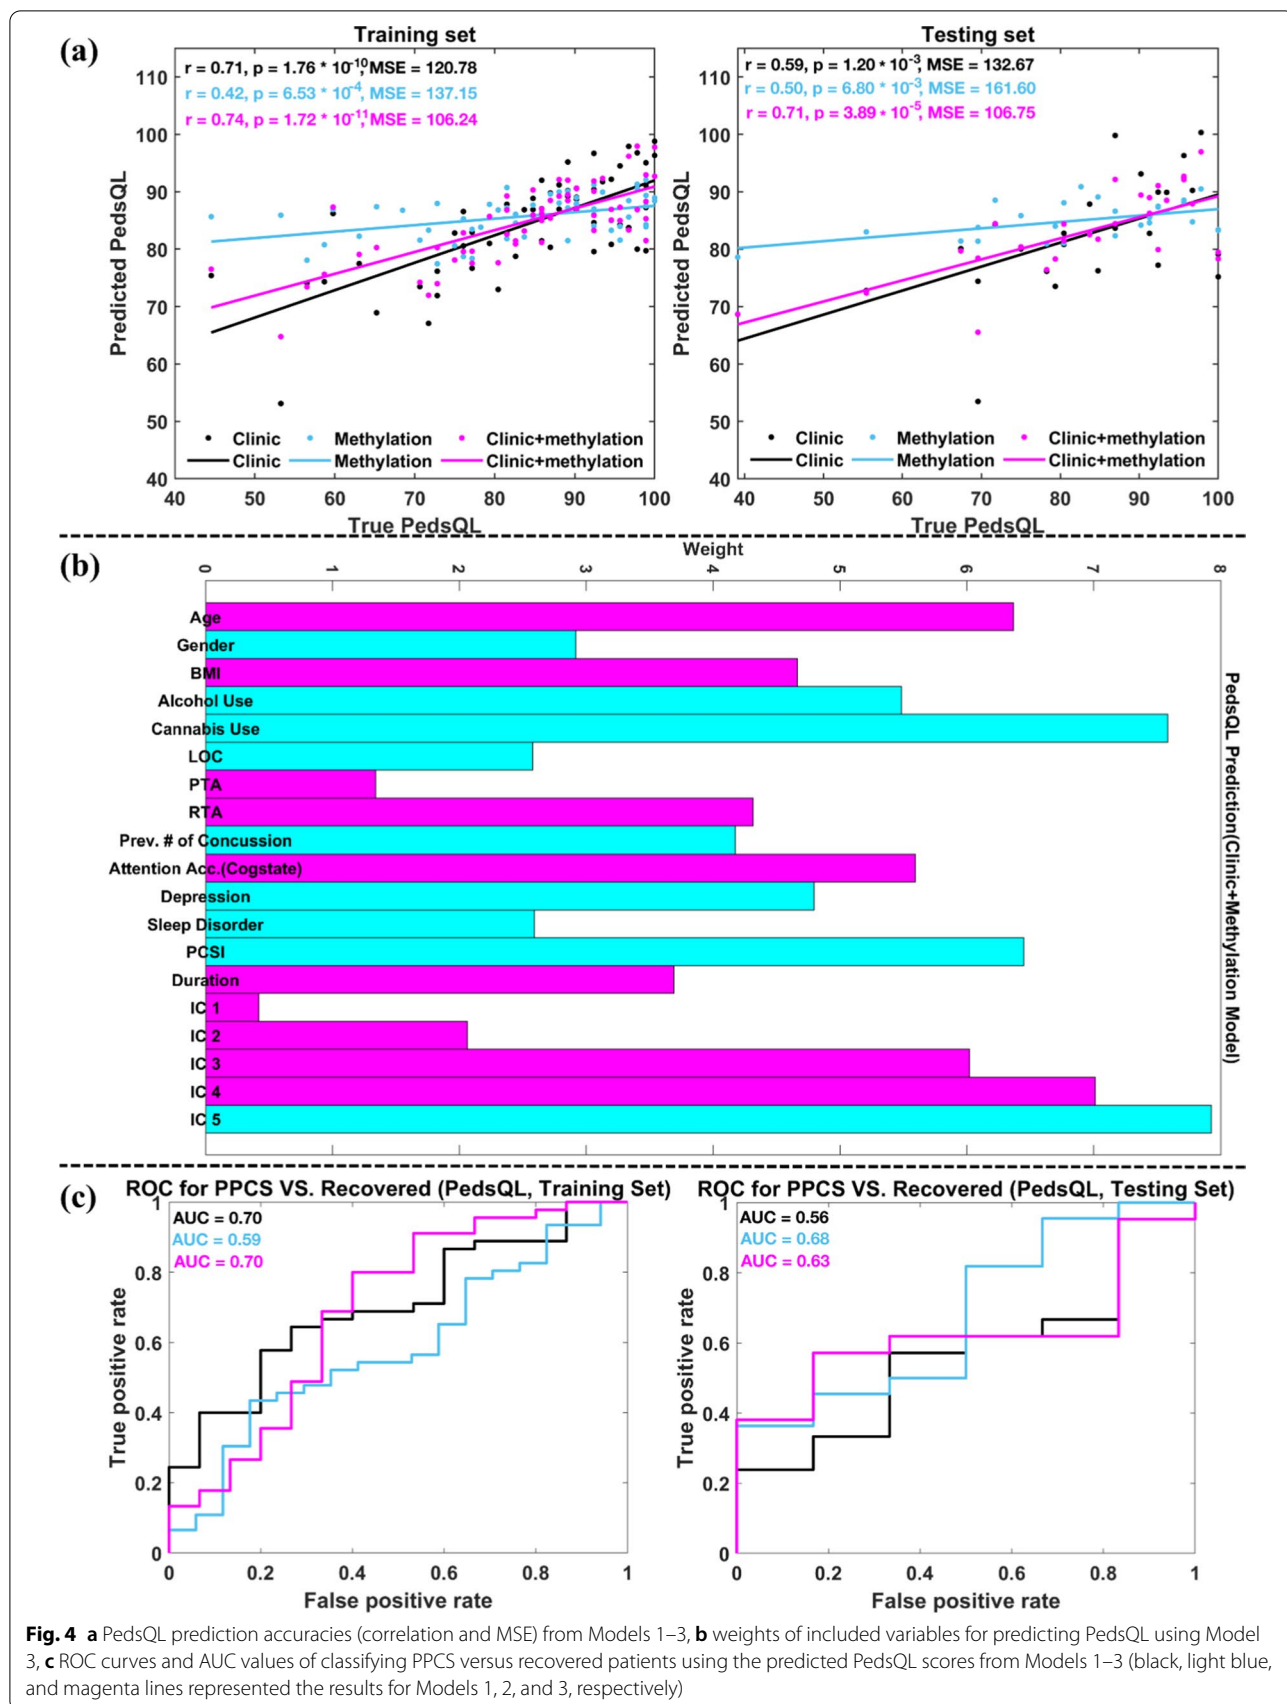 (a)
Training set
r = 0.71, p = 1.76 * 10^-10, MSE = 120.78
r = 0.42, p = 6.53 * 10^-4, MSE = 137.15
r = 0.74, p = 1.72 * 10^-11, MSE = 106.24
Predicted PedsQL
110
100
90
80
70
60
50
40
Clinic Methylation Clinic+methylation
Clinic Methylation Clinic+methylation
40 50 60 70 80 90 100
True PedsQL
Testing set
r = 0.59, p = 1.20 * 10^-3, MSE = 132.67
r = 0.50, p = 6.80 * 10^-3, MSE = 161.60
r = 0.71, p = 3.89 * 10^-5, MSE = 106.75
Predicted PedsQL
110
100
90
80
70
60
50
40
Clinic Methylation Clinic+methylation
Clinic Methylation Clinic+methylation
40 50 60 70 80 90 100
True PedsQL
(b)
Weight
0 1 2 3 4 5 6 7 8
Age
Gender
BMI
Alcohol Use
Cannabis Use
LOC
PTA
RTA
Prev. # of Concussion
Attention Acc.(Cogstate)
Depression
Sleep Disorder
PCSI
Duration
IC 1
IC 2
IC 3
IC 4
IC 5
PedsQL Prediction(Clinic+Methylation Model)
(c)
ROC for PPCS VS. Recovered (PedsQL, Training Set)
AUC = 0.70
AUC = 0.59
AUC = 0.70
True positive rate
1
0.8
0.6
0.4
0.2
0
0 0.2 0.4 0.6 0.8 1
False positive rate
ROC for PPCS VS. Recovered (PedsQL, Testing Set)
AUC = 0.56
AUC = 0.68
AUC = 0.63
True positive rate
1
0.8
0.6
0.4
0.2
0
0 0.2 0.4 0.6 0.8 1
False positive rate
Fig. 4 a PedsQL prediction accuracies (correlation and MSE) from Models 1–3, b weights of included variables for predicting PedsQL using Model
3, c ROC curves and AUC values of classifying PPCS versus recovered patients using the predicted PedsQL scores from Models 1–3 (black, light blue,
and magenta lines represented the results for Models 1, 2, and 3, respectively)